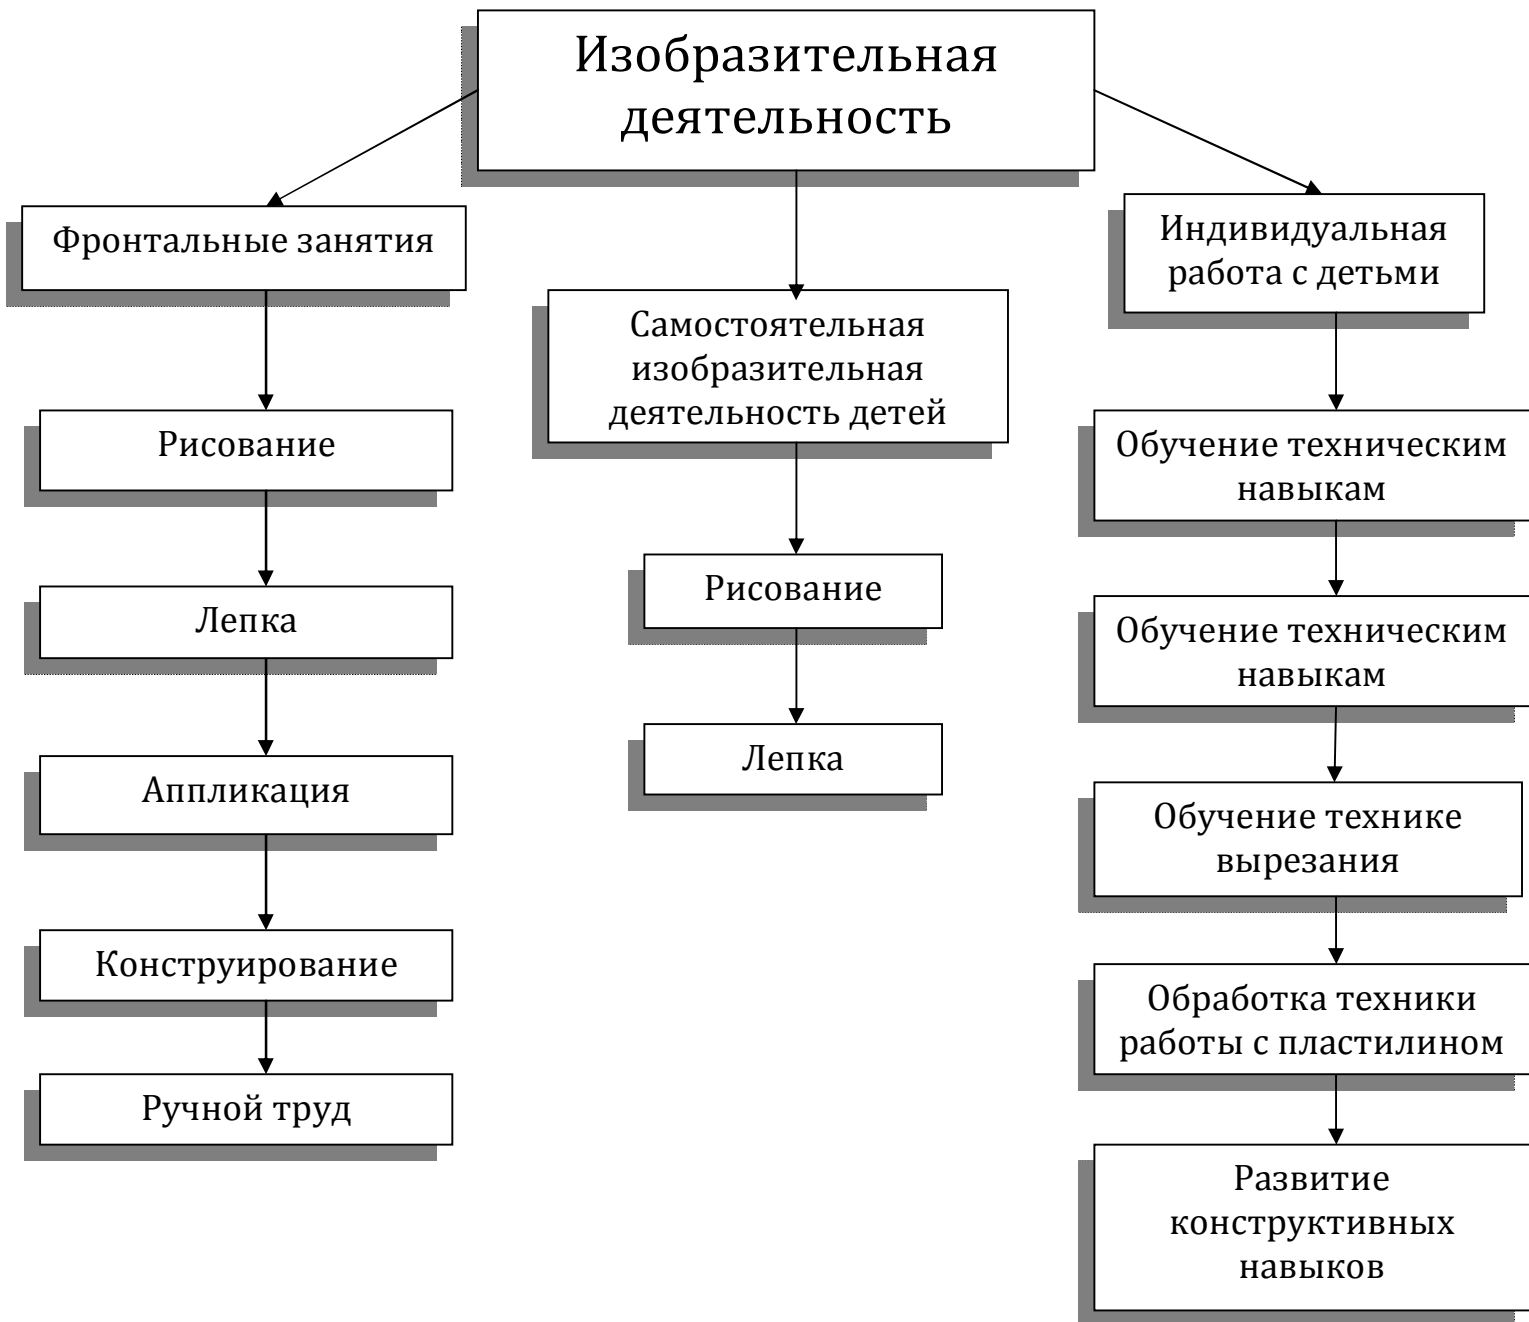 Изобразительная
деятельность
Фронтальные занятия
Рисование
Лепка
Аппликация
Конструирование
Ручной труд
Самостоятельная
изобразительная
деятельность детей
Рисование
Лепка
Индивидуальная
работа с детьми
Обучение техническим
навыкам
Обучение техническим
навыкам
Обучение технике
вырезания
Обработка техники
работы с пластилином
Развитие
конструктивных
навыков